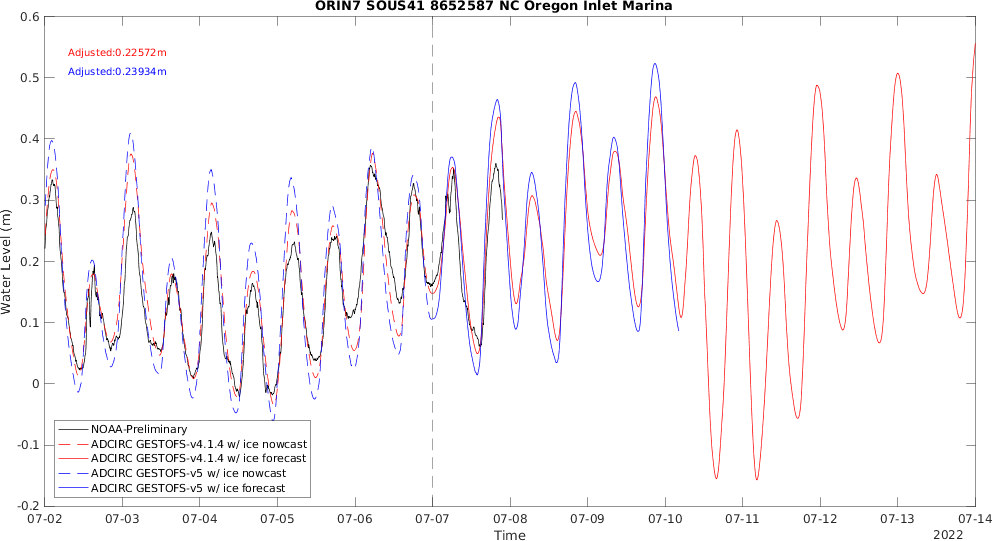 ORIN7 SOUS41 8652587 NC Oregon Inlet Marina
Adjusted:0.22572m
Adjusted:0.23934m
Water Level (m)
0.6
0.5
0.4
0.3
0.2
0.1
0
-0.1
-0.2
NOAA-Preliminary
ADCIRC GESTOFS-v4.1.4 w/ ice nowcast
ADCIRC GESTOFS-v4.1.4 w/ ice forecast
ADCIRC GESTOFS-v5 w/ ice nowcast
ADCIRC GESTOFS-v5 w/ ice forecast
07-02 07-03 07-04 07-05 07-06 07-07 07-08 07-09 07-10 07-11 07-12 07-13 07-14
Time
2022